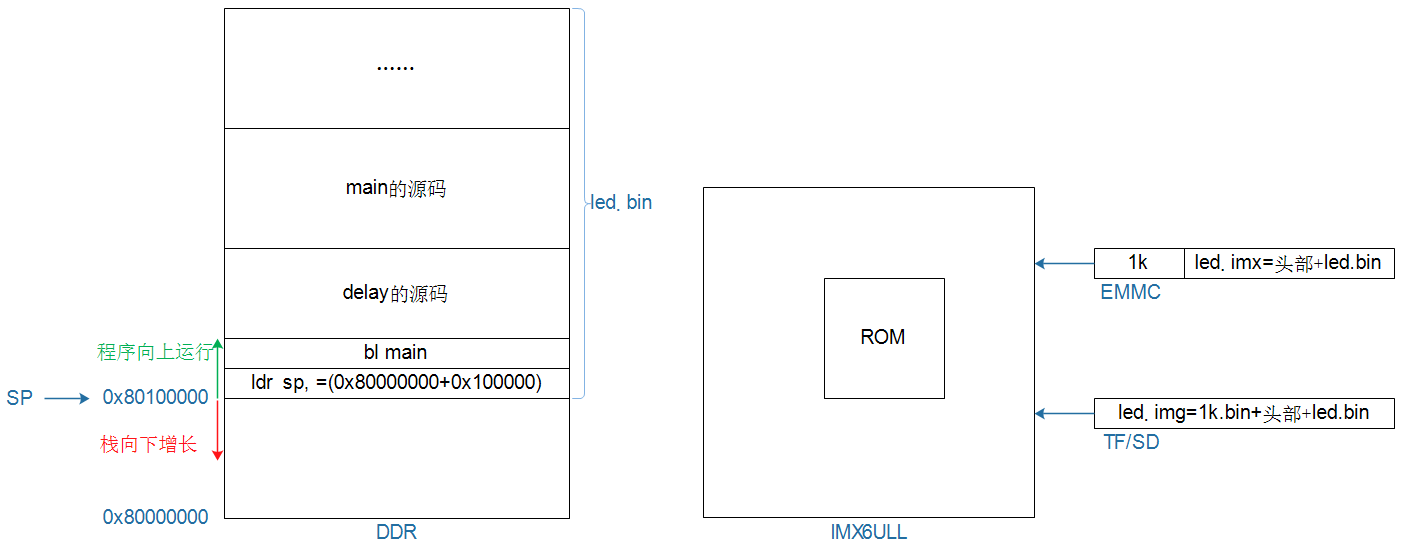 ......
main的源码
delay的源码
bl main
ldr sp, =(0x80000000+0x100000)
led. bin
程序向上运行
SP
0x80100000
栈向下增长
0x80000000
DDR
ROM
IMX6ULL
1k
led. imx=头部+led.bin
EMMC
led. img=1k.bin+头部+led.bin
TF/SD